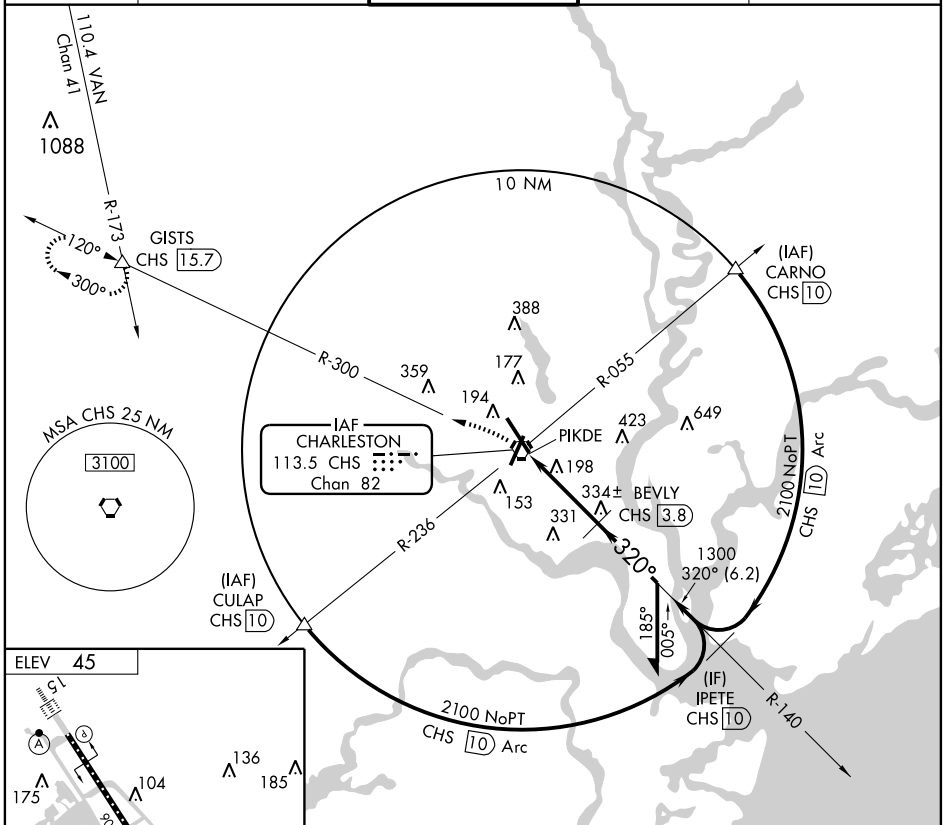 110.4 VAN
Chan 41
1088
R-173
10 NM
GISTS
CHS 15.7
120°
300°
(IAF)
CARNO
CHS 10
388
R-300
359
177
R-055
194
423
649
MSA CHS 25 NM
3100
IAF
CHARLESTON
113.5 CHS
Chan 82
PIKDE
198
153
334±
BEVLY
CHS 3.8
331
2100 NoPT
CHS 10 Arc
R-236
320°
1300
320° (6.2)
(IAF)
CULAP
CHS 10
185°
005°
(IF)
IPETE
CHS 10
R-140
2100 NoPT
CHS 10 Arc
ELEV 45
15
A
P
175
104
136
185
90